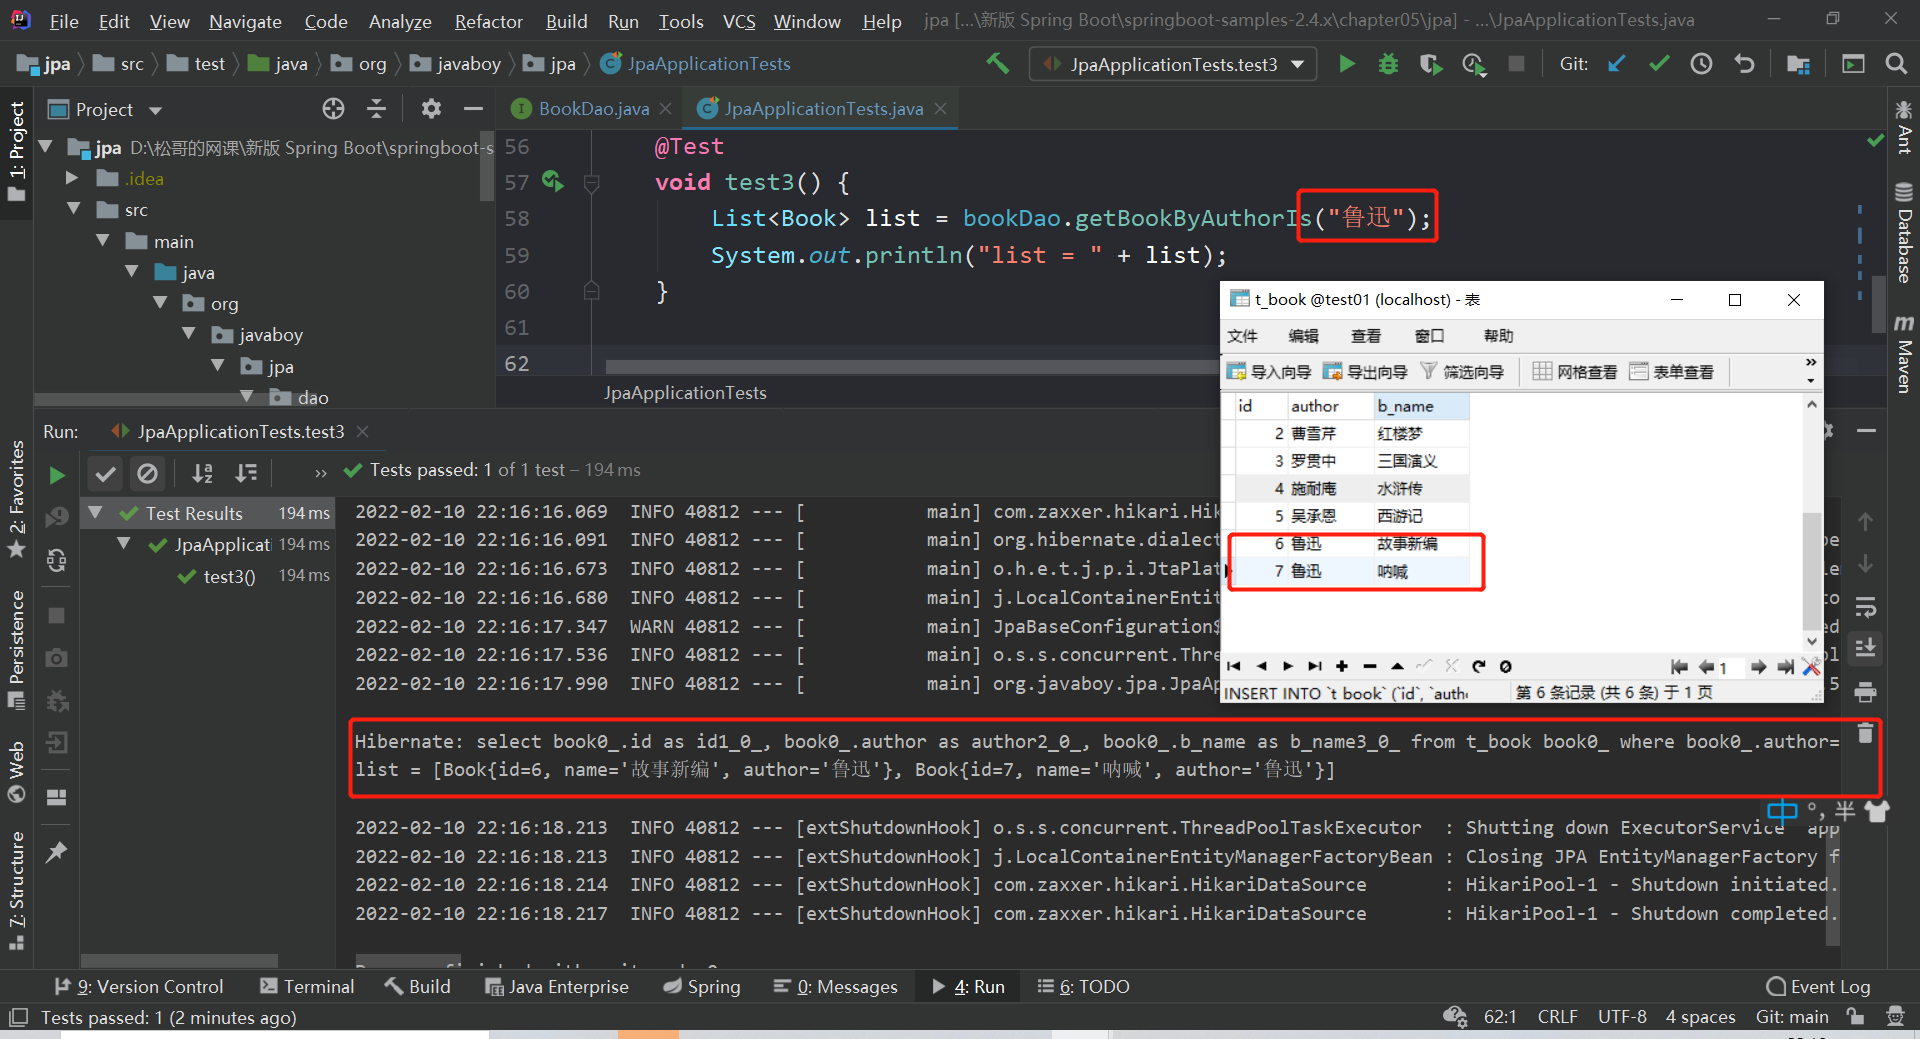 File Edit View Navigate Code Analyze Refactor Build Run Tools VCS Window Help jpa [...\新版 Spring Boot\springboot-samples-2.4.x\chapter05\jpa] - ...\JpaApplicationTests.java
jpa src test java org javaboy jpa JpaApplicationTests JpaApplicationTests.test3 Git:
1: Project
2: Favorites
Persistence
Web
7: Structure
Project
jpa D:\松哥的网课\新版 Spring Boot\springboot-s
.idea
src
main
java
org
javaboy
jpa
dao
BookDao.java JpaApplicationTests.java
56 @Test
57 void test3() {
58 List<Book> list = bookDao.getBookByAuthorIs("鲁迅");
59 System.out.println("list = " + list);
60 }
61
62
JpaApplicationTests
Ant
Database
Maven
t_book @test01 (localhost) - 表
文件 编辑 查看 窗口 帮助
导入向导 导出向导 筛选向导 网格查看 表单查看 »
id author b_name
2 曹雪芹 红楼梦
3 罗贯中 三国演义
4 施耐庵 水浒传
5 吴承恩 西游记
6 鲁迅 故事新编
7 鲁迅 呐喊
1
INSERT INTO `t_book` (`id`, `auth 第 6 条记录 (共 6 条) 于 1 页
Run: JpaApplicationTests.test3
» Tests passed: 1 of 1 test – 194 ms
Test Results 194 ms
JpaApplicati 194 ms
test3() 194 ms
2022-02-10 22:16:16.069 INFO 40812 --- [ main] com.zaxxer.hikari.Hik
2022-02-10 22:16:16.091 INFO 40812 --- [ main] org.hibernate.dialect be
2022-02-10 22:16:16.673 INFO 40812 --- [ main] o.h.e.t.j.p.i.JtaPlat len
2022-02-10 22:16:16.680 INFO 40812 --- [ main] j.LocalContainerEntit to
2022-02-10 22:16:17.347 WARN 40812 --- [ main] JpaBaseConfiguration$ ed
2022-02-10 22:16:17.536 INFO 40812 --- [ main] o.s.s.concurrent.Thre ol
2022-02-10 22:16:17.990 INFO 40812 --- [ main] org.javaboy.jpa.JpaAp 5
Hibernate: select book0_.id as id1_0_, book0_.author as author2_0_, book0_.b_name as b_name3_0_ from t_book book0_ where book0_.author=
list = [Book{id=6, name='故事新编', author='鲁迅'}, Book{id=7, name='呐喊', author='鲁迅'}]
中 °, 半
2022-02-10 22:16:18.213 INFO 40812 --- [extShutdownHook] o.s.s.concurrent.ThreadPoolTaskExecutor : Shutting down ExecutorService 'app
2022-02-10 22:16:18.213 INFO 40812 --- [extShutdownHook] j.LocalContainerEntityManagerFactoryBean : Closing JPA EntityManagerFactory f
2022-02-10 22:16:18.214 INFO 40812 --- [extShutdownHook] com.zaxxer.hikari.HikariDataSource : HikariPool-1 - Shutdown initiated.
2022-02-10 22:16:18.217 INFO 40812 --- [extShutdownHook] com.zaxxer.hikari.HikariDataSource : HikariPool-1 - Shutdown completed.
9: Version Control Terminal Build Java Enterprise Spring 0: Messages 4: Run 6: TODO Event Log
Tests passed: 1 (2 minutes ago) 62:1 CRLF UTF-8 4 spaces Git: main